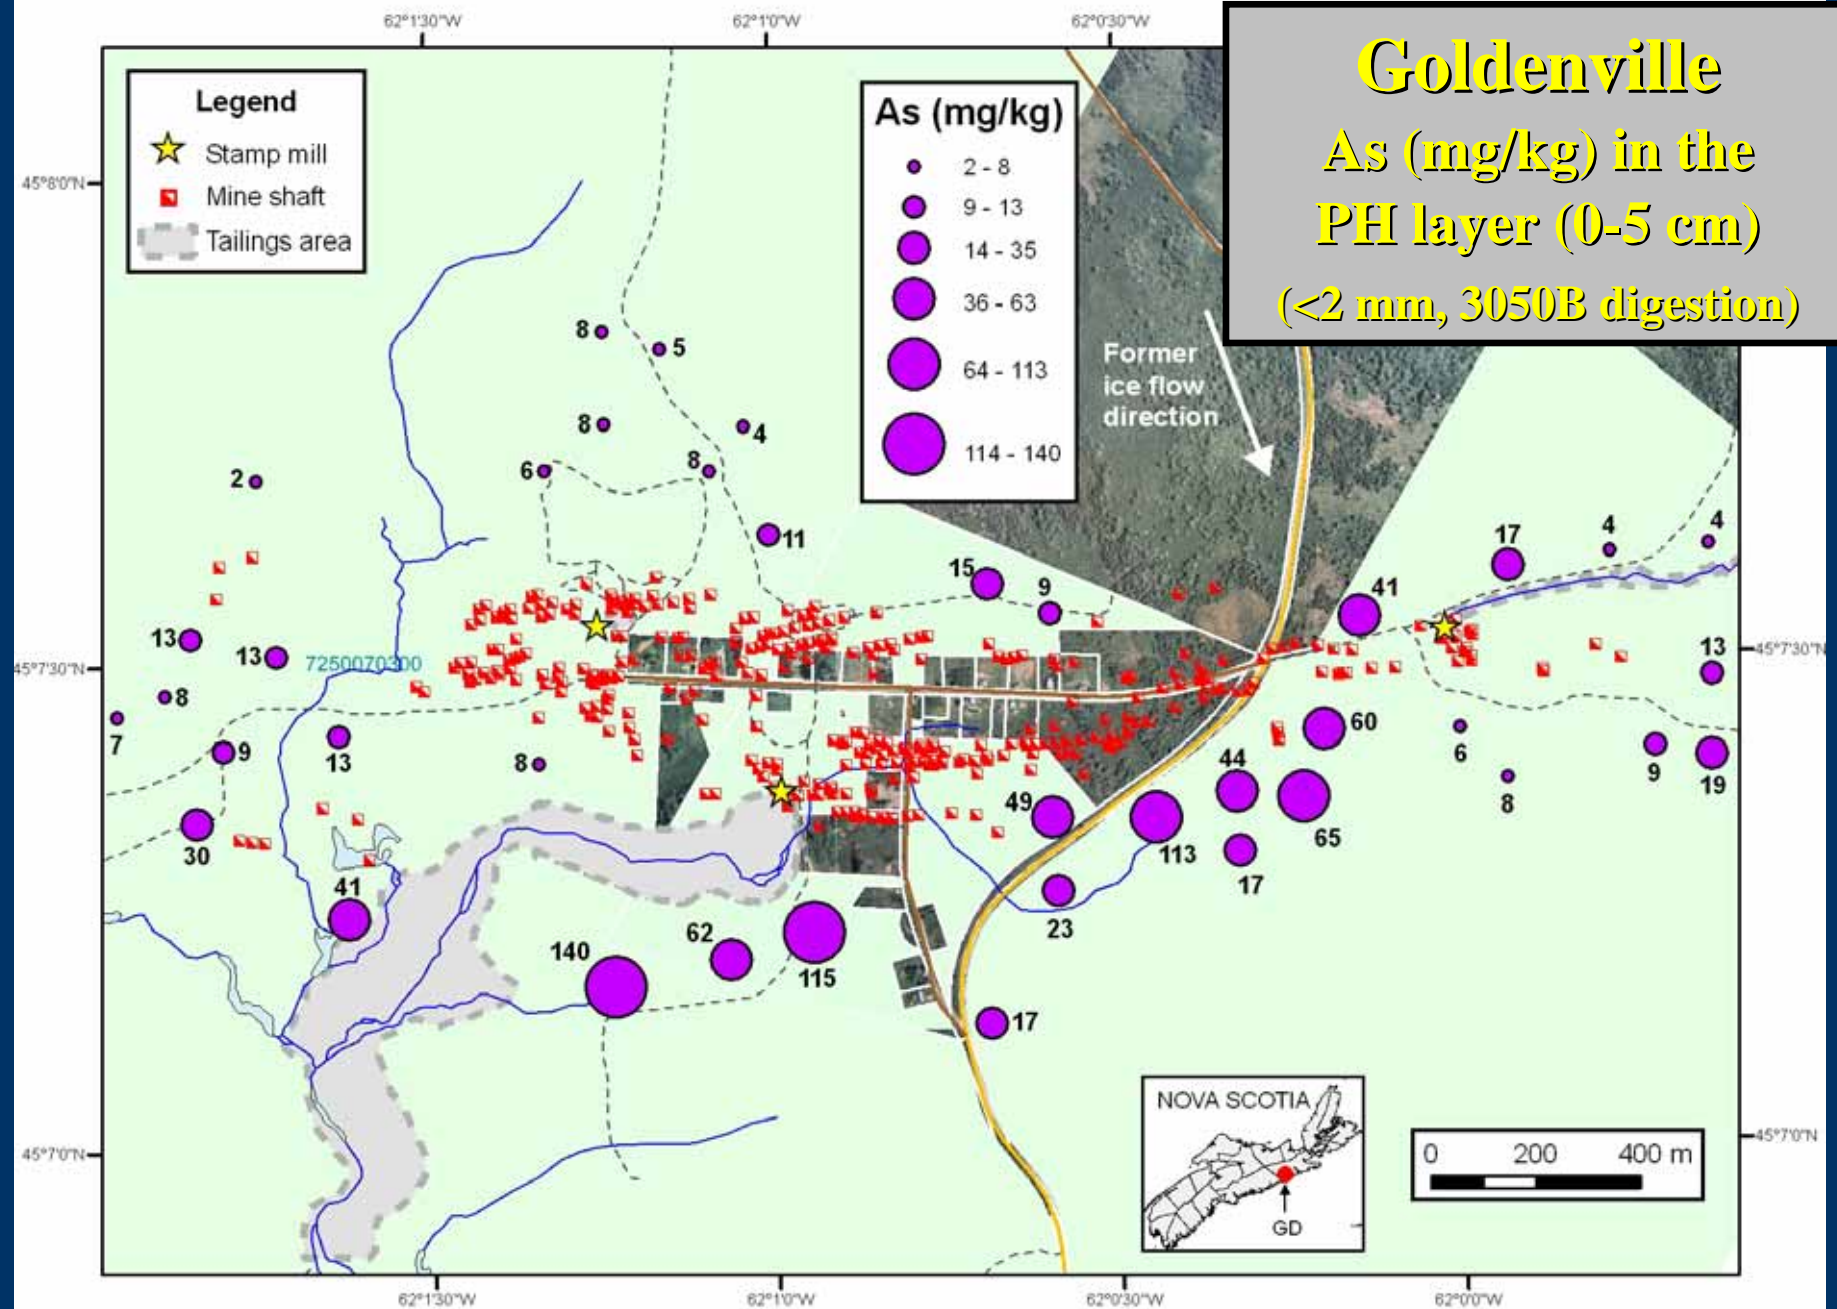 62°1'30"W
62°1'0"W
62°0'30"W
Goldenville
As (mg/kg) in the
PH layer (0-5 cm)
(<2 mm, 3050B digestion)
Legend
Stamp mill
Mine shaft
Tailings area
As (mg/kg)
2 - 8
9 - 13
14 - 35
36 - 63
64 - 113
114 - 140
45°8'0"N
Former
ice flow
direction
8
5
8
4
6
8
2
11
17
4
4
15
9
41
13
13
7250070300
45°7'30"N
45°7'30"N
13
8
7
9
13
8
60
6
9
19
44
8
49
65
30
113
17
41
23
140
62
115
17
NOVA SCOTIA
GD
0 200 400 m
45°7'0"N
45°7'0"N
62°1'30"W
62°1'0"W
62°0'30"W
62°0'0"W